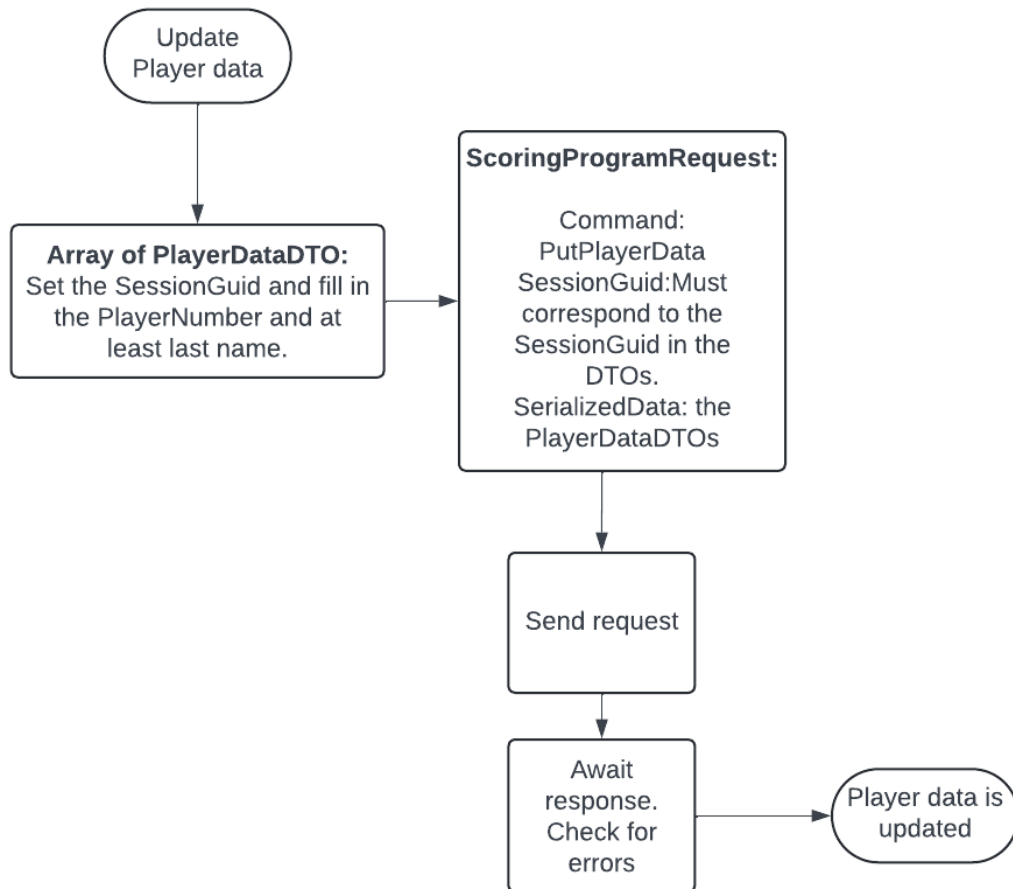 Update
Player data
Array of PlayerDataDTO:
Set the SessionGuid and fill in
the PlayerNumber and at
least last name.
ScoringProgramRequest:
Command:
PutPlayerData
SessionGuid:Must
correspond to the
SessionGuid in the
DTOs.
SerializedData: the
PlayerDataDTOs
Send request
Await
response.
Check for
errors
Player data is
updated